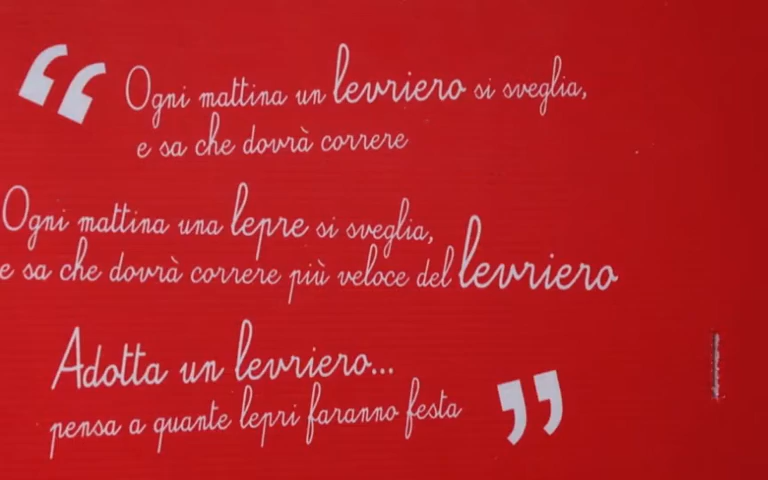 “ Ogni mattina un levriero si sveglia,
e sa che dovrà correre
Ogni mattina una lepre si sveglia,
e sa che dovrà correre più veloce del levriero
Adotta un levriero...
pensa a quante lepri faranno festa ”